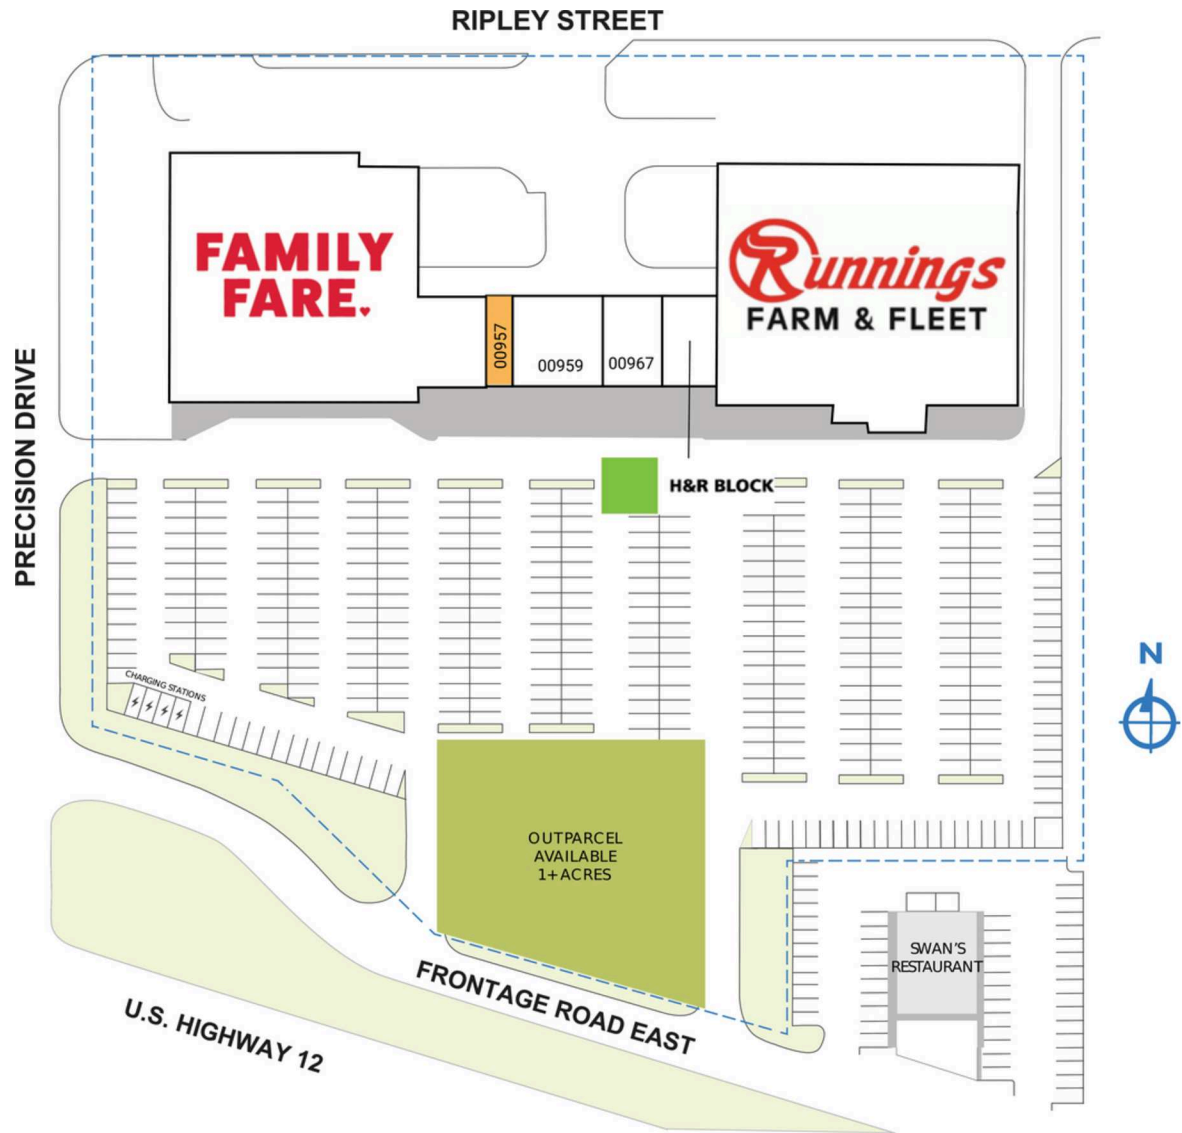 RIPLEY STREET
FAMILY
FARE.
RUNNINGS
FARM & FLEET
00957
00959
00967
PRECISION DRIVE
H&R BLOCK
CHARGING STATIONS
N
OUTPARCEL
AVAILABLE
1+ ACRES
SWAN'S
RESTAURANT
FRONTAGE ROAD EAST
U.S. HIGHWAY 12